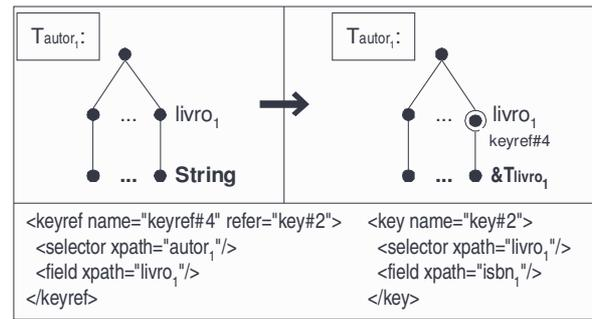 Tautor₁:
... livro₁
... String
Tautor₁:
... livro₁
keyref#4
... &Tlivro₁
<keyref name="keyref#4" refer="key#2">
<selector xpath="autor₁"/>
<field xpath="livro₁"/>
</keyref>
<key name="key#2">
<selector xpath="livro₁"/>
<field xpath="isbn₁"/>
</key>